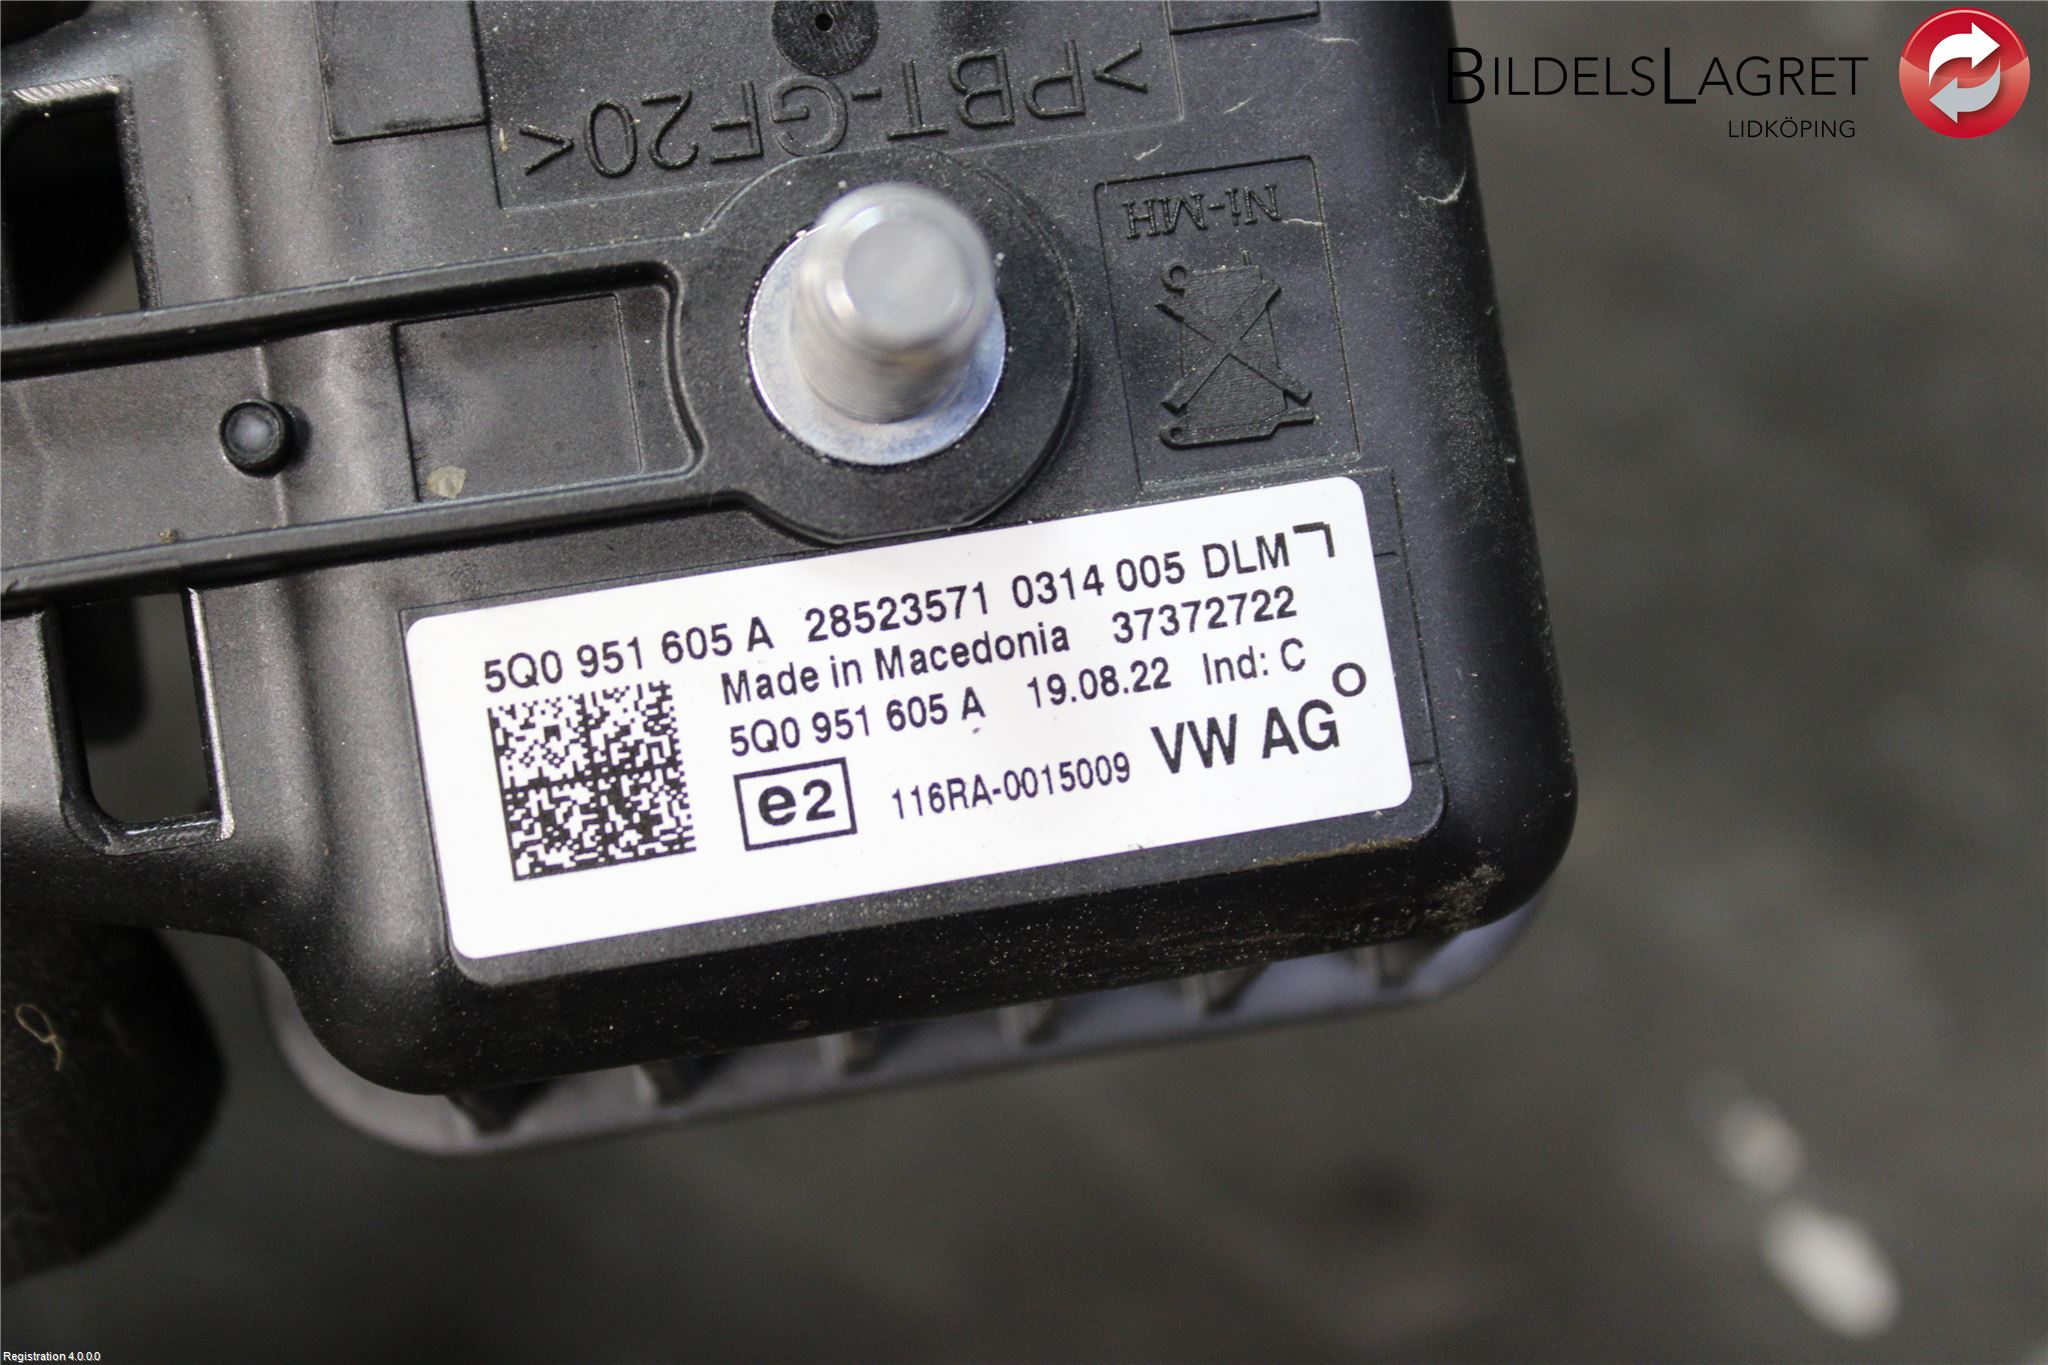 BILDELSLAGRET
LIDKÖPING
>PBT-GF20<
Ni-MH
5Q0 951 605 A 28523571 0314 005 DLM
Made in Macedonia 37372722
5Q0 951 605 A 19.08.22 Ind: C
e2 116RA-0015009 VW AG
Registration 4.0.0.0